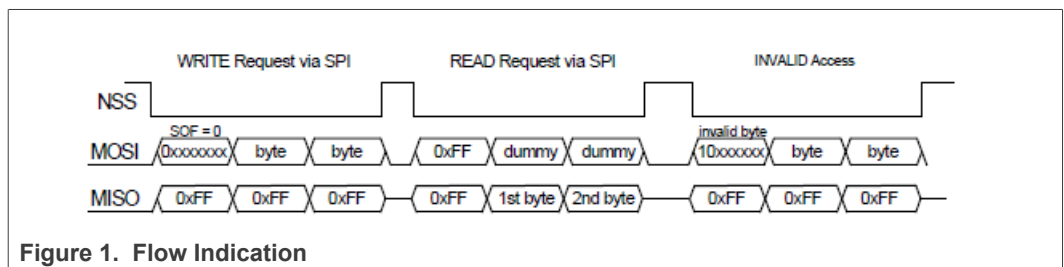 WRITE Request via SPI READ Request via SPI INVALID Access
NSS
SOF = 0 invalid byte
MOSI 0xxxxxxx byte byte 0xFF dummy dummy 10xxxxxx byte byte
MISO 0xFF 0xFF 0xFF 0xFF 1st byte 2nd byte 0xFF 0xFF 0xFF
Figure 1. Flow Indication